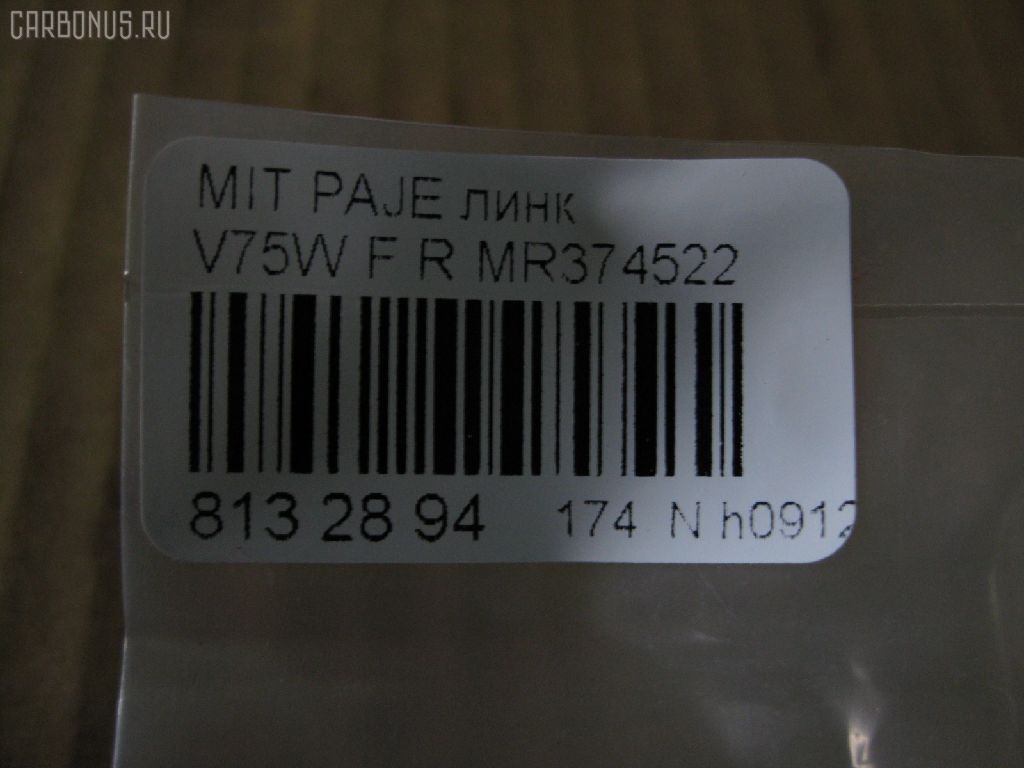 CARBONUS.RU
MIT PAJE линк
V75W F R MR374522
813 28 94 174 N h0912